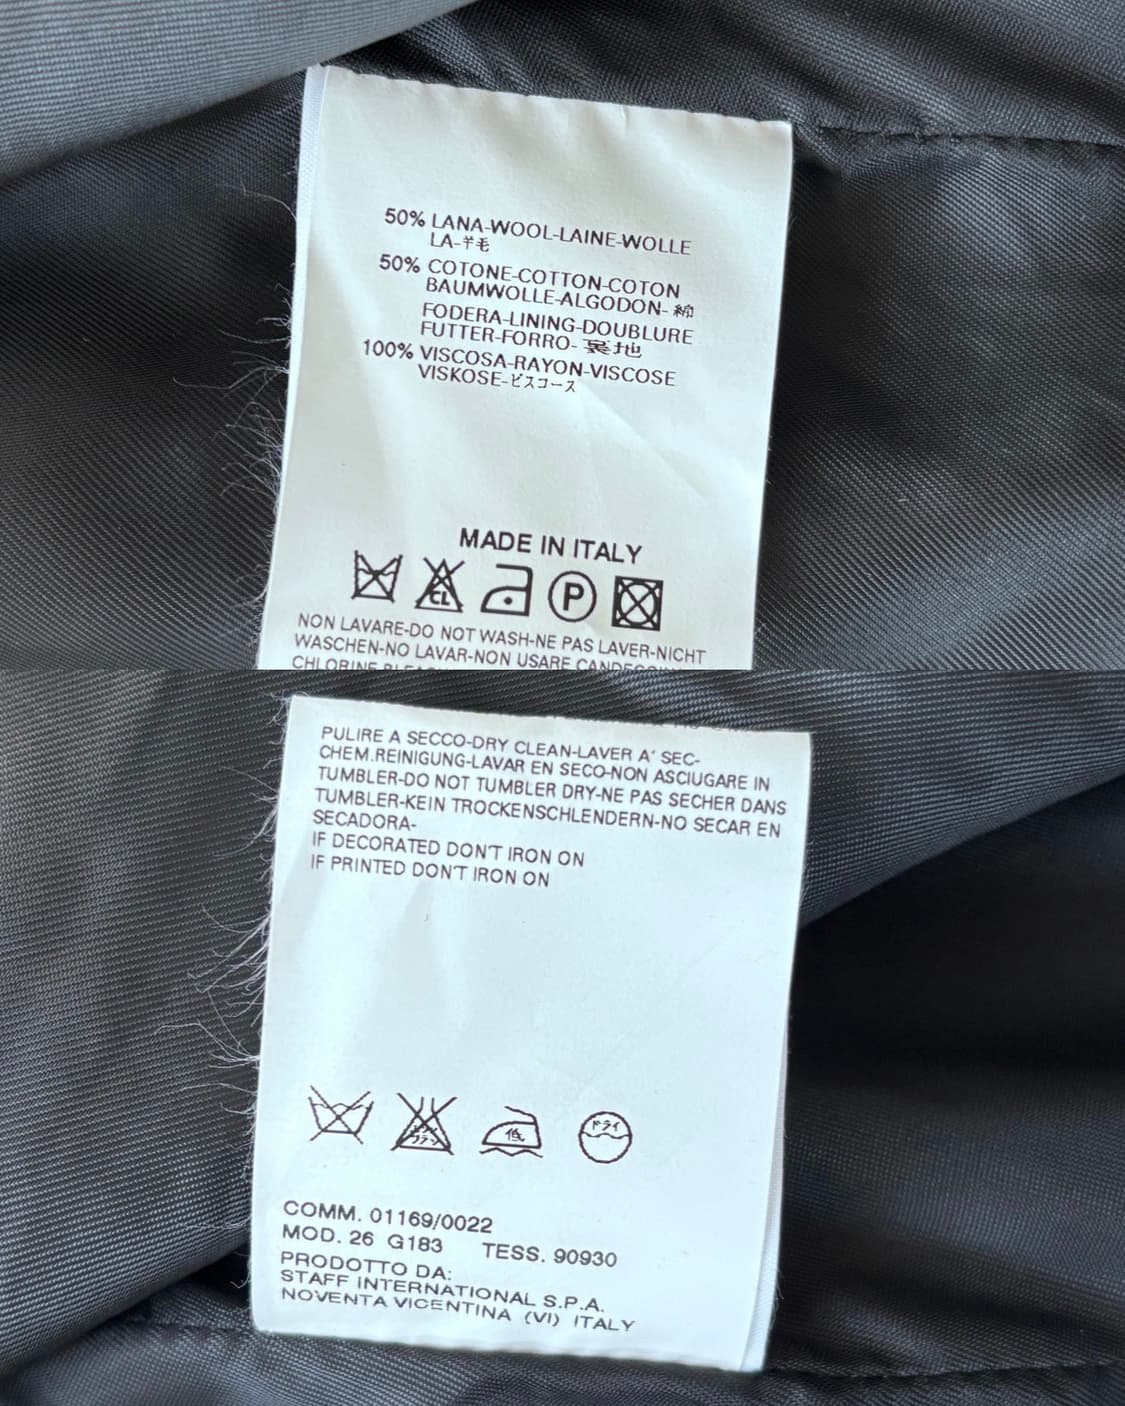 50% LANA-WOOL-LAINE-WOLLE
LA-羊毛
50% COTONE-COTTON-COTON
BAUMWOLLE-ALGODON-綿
FODERA-LINING-DOUBLURE
FUTTER-FORRO-裏地
100% VISCOSA-RAYON-VISCOSE
VISKOSE-ビスコース
MADE IN ITALY
CL P
NON LAVARE-DO NOT WASH-NE PAS LAVER-NICHT
WASCHEN-NO LAVAR-NON USARE
CHLORINE
PULIRE A SECCO-DRY CLEAN-LAVER A' SEC-
CHEM.REINIGUNG-LAVAR EN SECO-NON ASCIUGARE IN
TUMBLER-DO NOT TUMBLER DRY-NE PAS SECHER DANS
TUMBLER-KEIN TROCKENSCHLENDERN-NO SECAR EN
SECADORA-
IF DECORATED DON'T IRON ON
IF PRINTED DON'T IRON ON
低 ドライ
COMM. 01169/0022
MOD. 26 G183 TESS. 90930
PRODOTTO DA:
STAFF INTERNATIONAL S.P.A.
NOVENTA VICENTINA (VI) ITALY